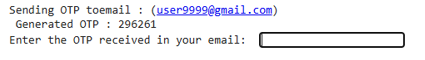 Sending OTP toemail : (user9999@gmail.com)
Generated OTP : 296261
Enter the OTP received in your email: